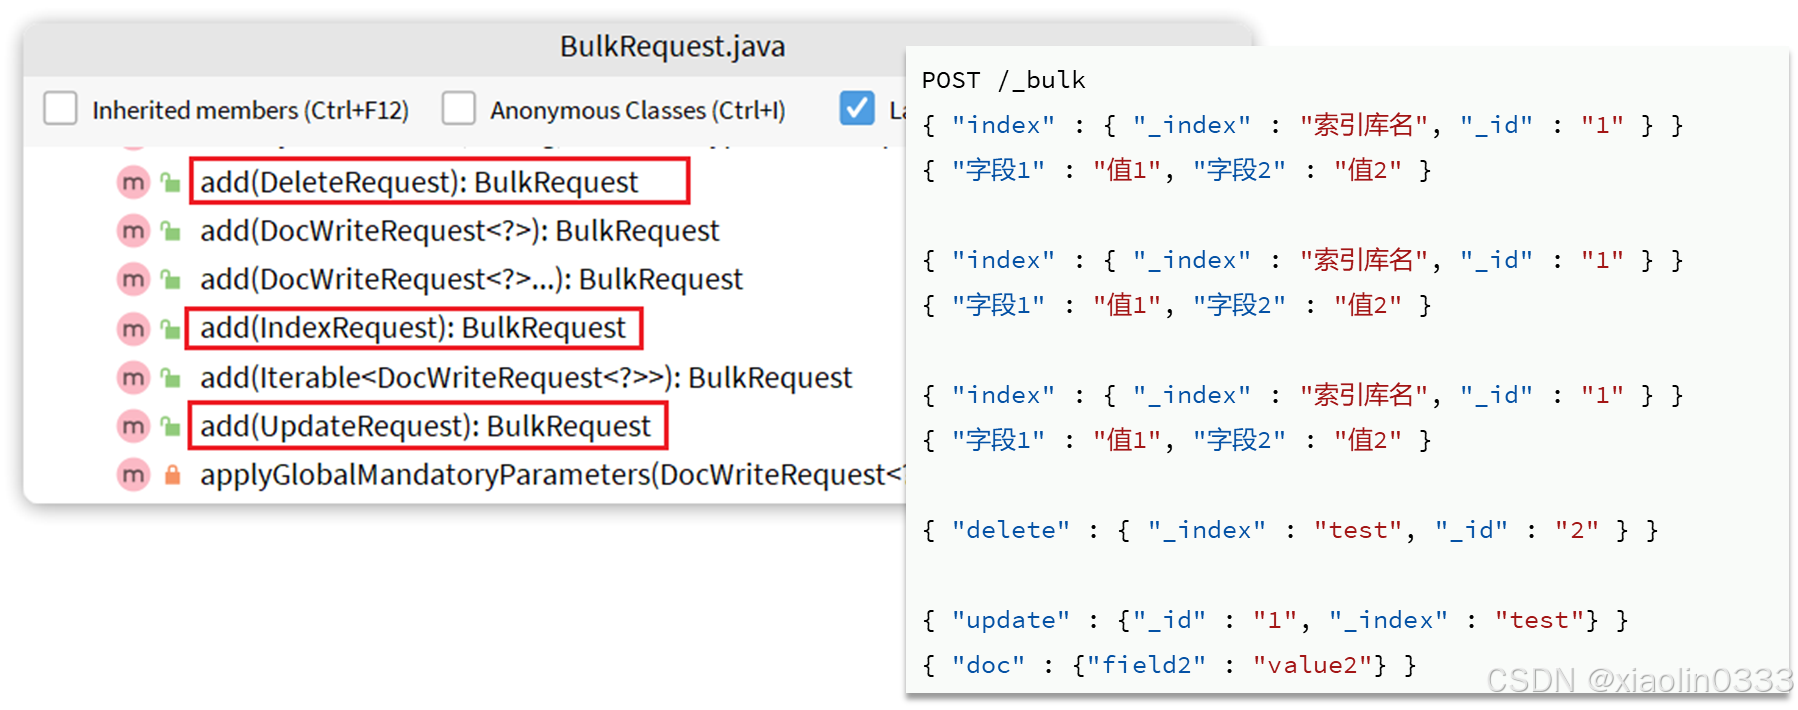 BulkRequest.java
Inherited members (Ctrl+F12) Anonymous Classes (Ctrl+I)
m add(DeleteRequest): BulkRequest
m add(DocWriteRequest<?>): BulkRequest
m add(DocWriteRequest<?>...): BulkRequest
m add(IndexRequest): BulkRequest
m add(Iterable<DocWriteRequest<?>>): BulkRequest
m add(UpdateRequest): BulkRequest
m applyGlobalMandatoryParameters(DocWriteRequest<
POST /_bulk
{ "index" : { "_index" : "索引库名", "_id" : "1" } }
{ "字段1" : "值1", "字段2" : "值2" }
{ "index" : { "_index" : "索引库名", "_id" : "1" } }
{ "字段1" : "值1", "字段2" : "值2" }
{ "index" : { "_index" : "索引库名", "_id" : "1" } }
{ "字段1" : "值1", "字段2" : "值2" }
{ "delete" : { "_index" : "test", "_id" : "2" } }
{ "update" : {"_id" : "1", "_index" : "test"} }
{ "doc" : {"field2" : "value2"} }
CSDN @xiaolin0333